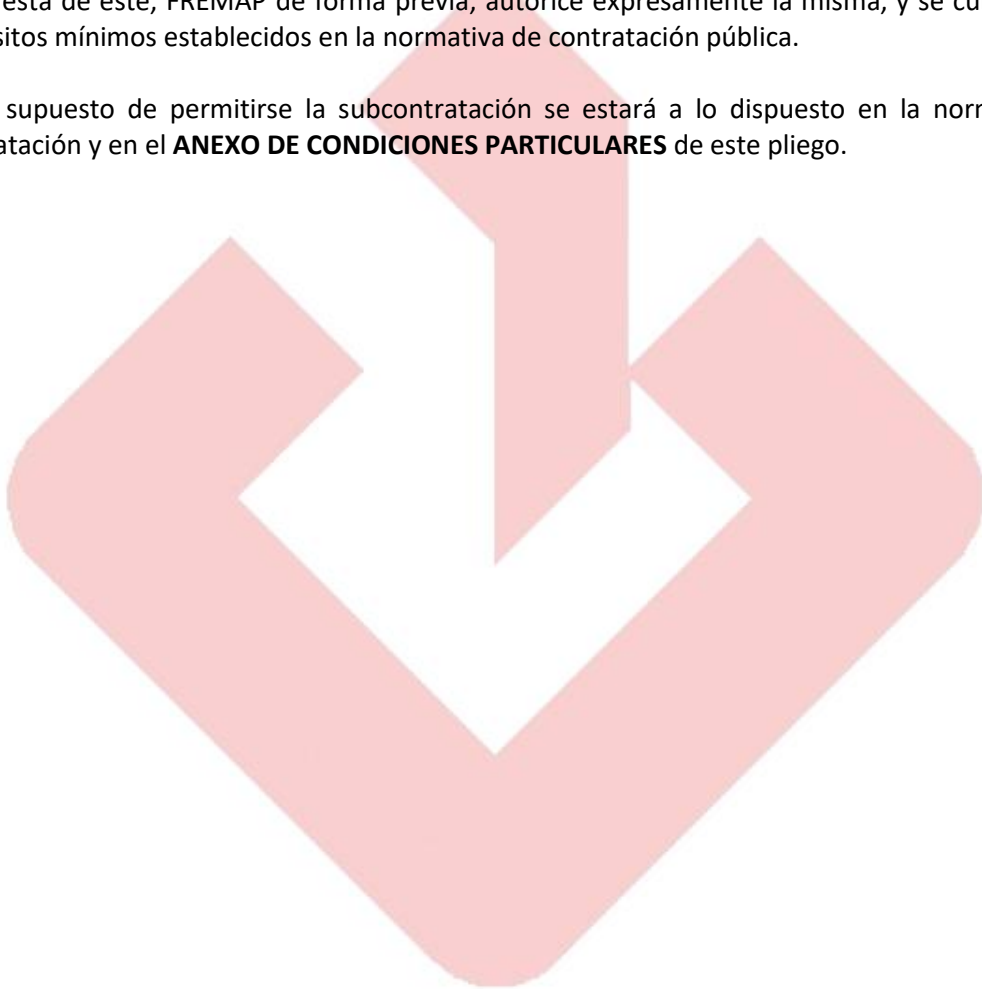 esta de este, FREMAP de forma previa, autorice expresamente la misma, y se cu
sitos mínimos establecidos en la normativa de contratación pública.
supuesto de permitirse la subcontratación se estará a lo dispuesto en la norm
atación y en el ANEXO DE CONDICIONES PARTICULARES de este pliego.